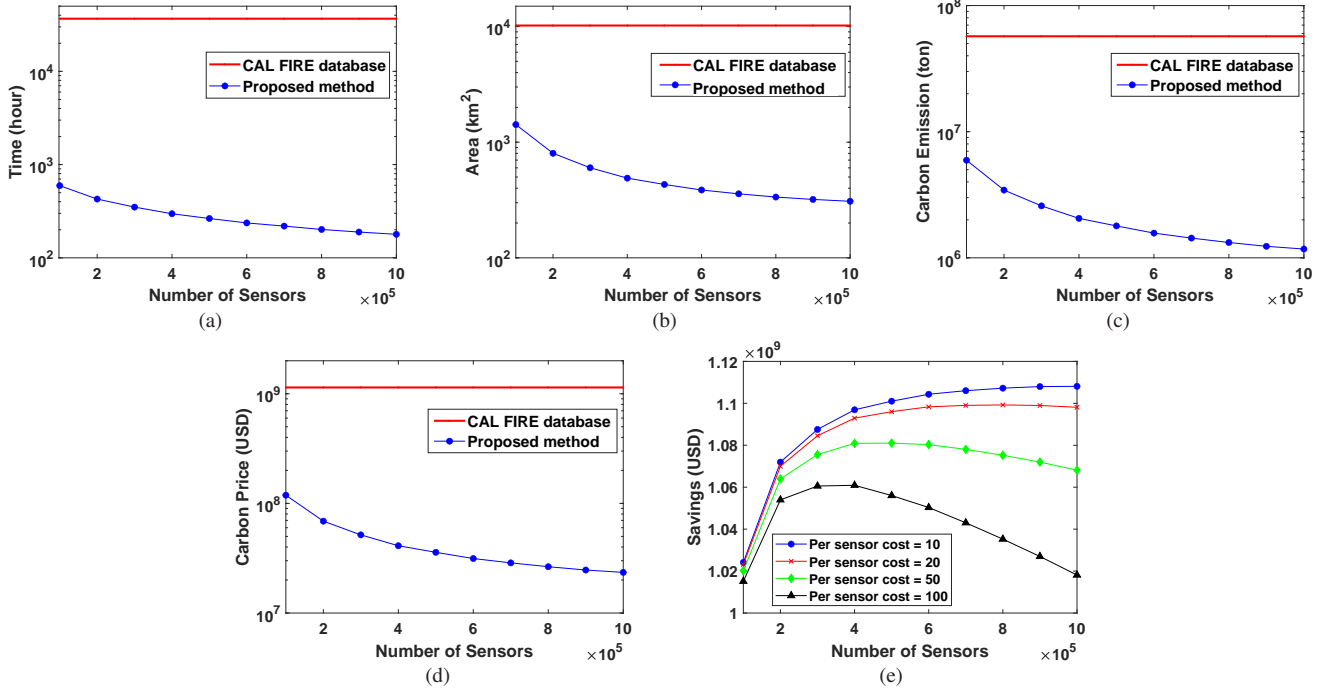 10^4
10^3
10^2
Time (hour)
CAL FIRE database
Proposed method
2 4 6 8 10
Number of Sensors
×10^5
(a)
10^4
10^3
10^2
Area (km^2)
CAL FIRE database
Proposed method
2 4 6 8 10
Number of Sensors
×10^5
(b)
10^8
10^7
10^6
Carbon Emission (ton)
CAL FIRE database
Proposed method
2 4 6 8 10
Number of Sensors
×10^5
(c)
10^9
10^8
10^7
Carbon Price (USD)
CAL FIRE database
Proposed method
2 4 6 8 10
Number of Sensors
×10^5
(d)
×10^9
1.12
1.1
1.08
1.06
1.04
1.02
1
Savings (USD)
Per sensor cost = 10
Per sensor cost = 20
Per sensor cost = 50
Per sensor cost = 100
2 4 6 8 10
Number of Sensors
×10^5
(e)